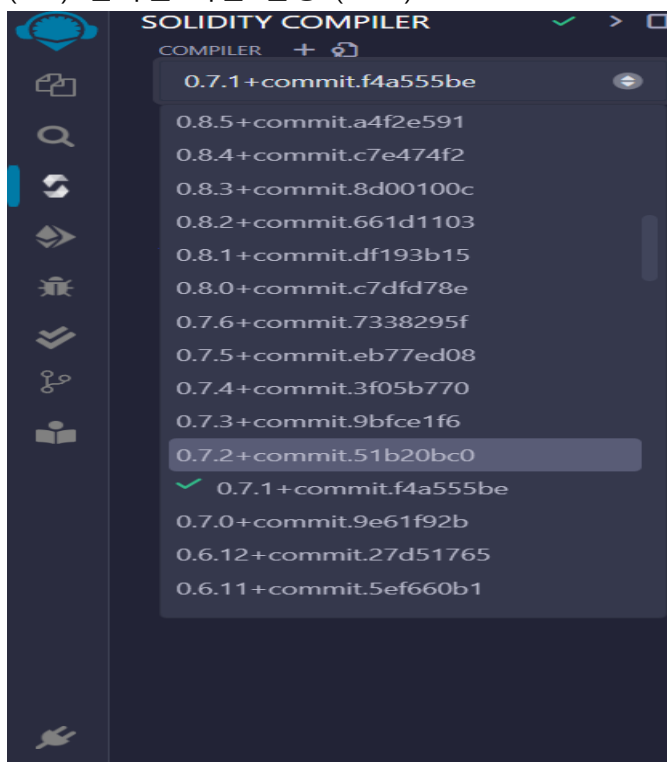 SOLIDITY COMPILER
COMPILER
0.7.1+commit.f4a555be
0.8.5+commit.a4f2e591
0.8.4+commit.c7e474f2
0.8.3+commit.8d00100c
0.8.2+commit.661d1103
0.8.1+commit.df193b15
0.8.0+commit.c7dfd78e
0.7.6+commit.7338295f
0.7.5+commit.eb77ed08
0.7.4+commit.3f05b770
0.7.3+commit.9bfce1f6
0.7.2+commit.51b20bc0
0.7.1+commit.f4a555be
0.7.0+commit.9e61f92b
0.6.12+commit.27d51765
0.6.11+commit.5ef660b1